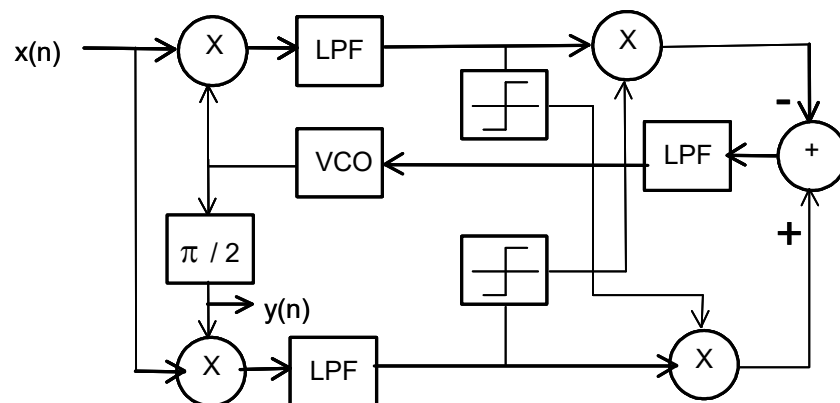 x(n)
X
LPF
X
-
VCO
LPF
+
π / 2
+
y(n)
X
LPF
X